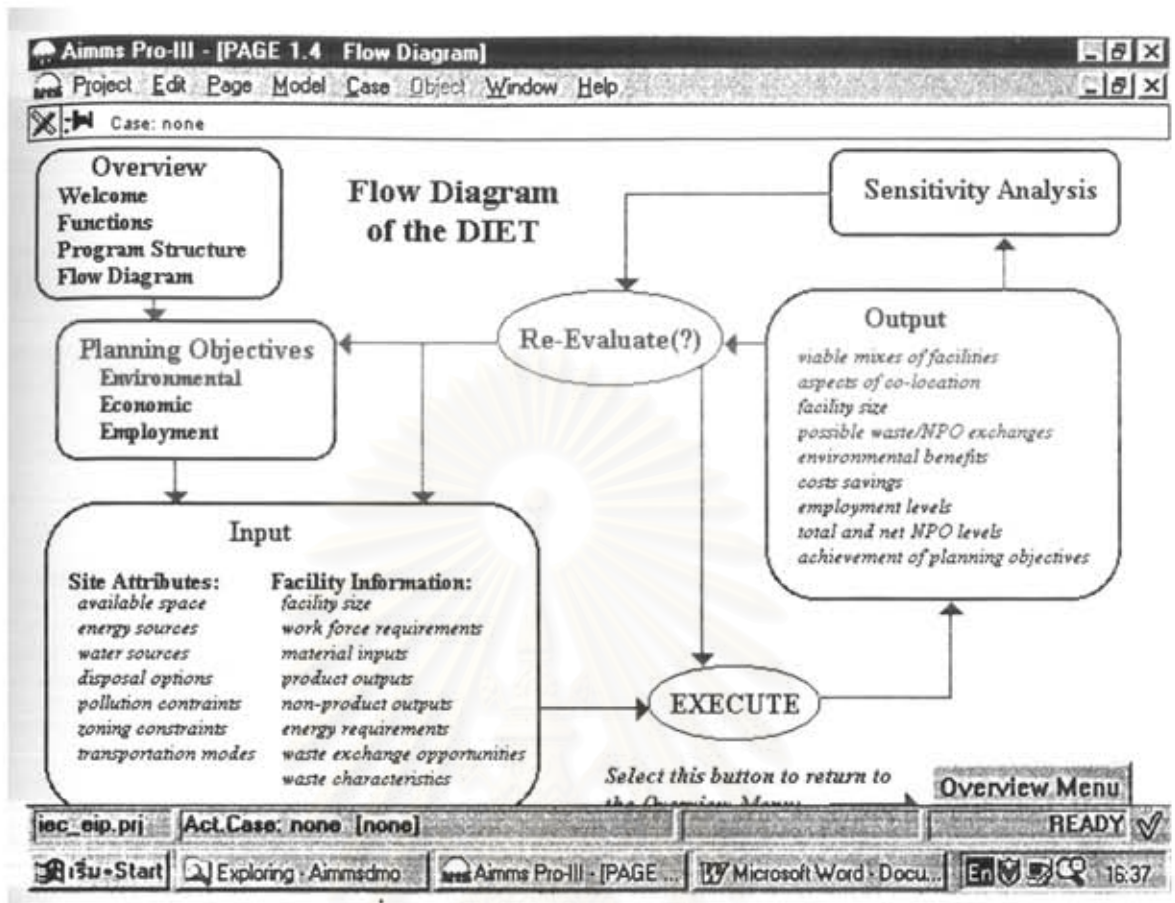 Aimms Pro-III - [PAGE 1.4 Flow Diagram]
Project Edit Page Model Case Object Window Help
Case: none
Overview
Welcome
Functions
Program Structure
Flow Diagram
Flow Diagram
of the DIET
Sensitivity Analysis
Planning Objectives
Environmental
Economic
Employment
Re-Evaluate(?)
Output
viable mixes of facilities
aspects of co-location
facility size
possible waste/NPO exchanges
environmental benefits
costs savings
employment levels
total and net NPO levels
achievement of planning objectives
Input
Site Attributes:
available space
energy sources
water sources
disposal options
pollution contraints
zoning constraints
transportation modes
Facility Information:
facility size
work force requirements
material inputs
product outputs
non-product outputs
energy requirements
waste exchange opportunities
waste characteristics
EXECUTE
Select this button to return to
the Overview Menu
Overview Menu
iec_eip.prj Act.Case: none [none] READY
เริ่ม-Start Exploring - Aimmsdmo Aimms Pro-III - [PAGE ... Microsoft Word - Docu... En 16:37